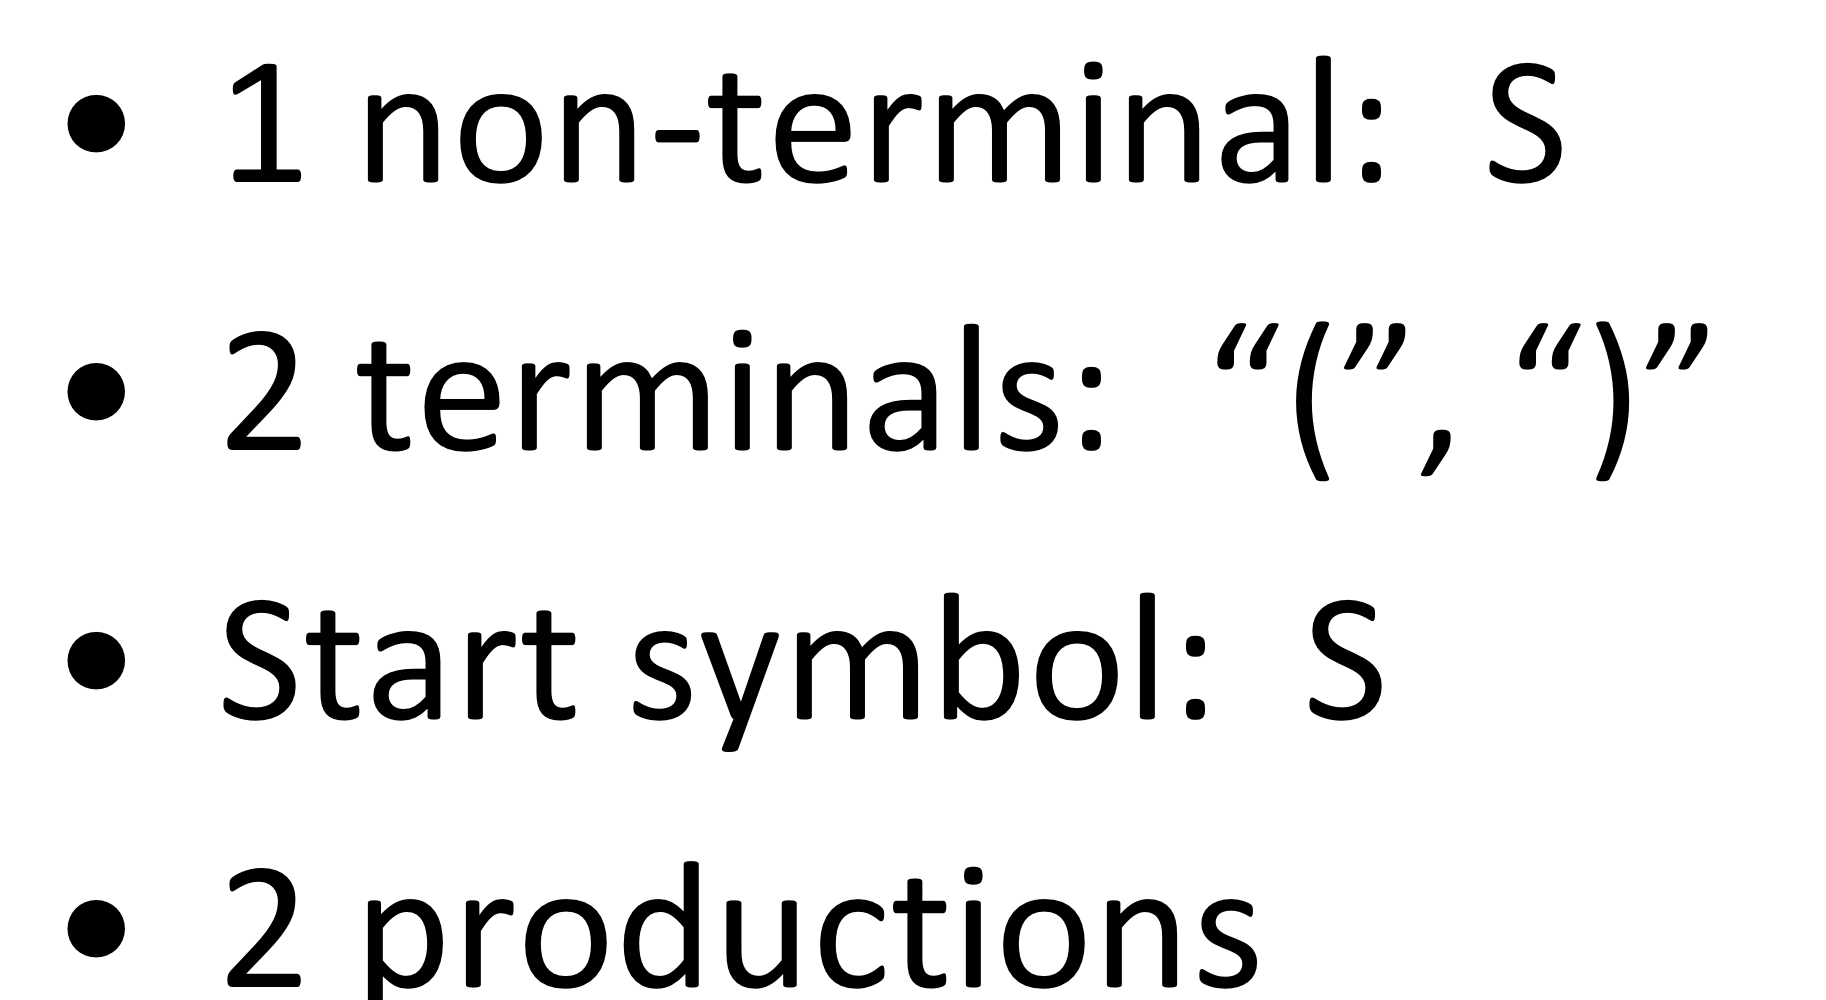 • 1 non-terminal:  S
• 2 terminals:  “(”, “)”
• Start symbol:  S
• 2 productions